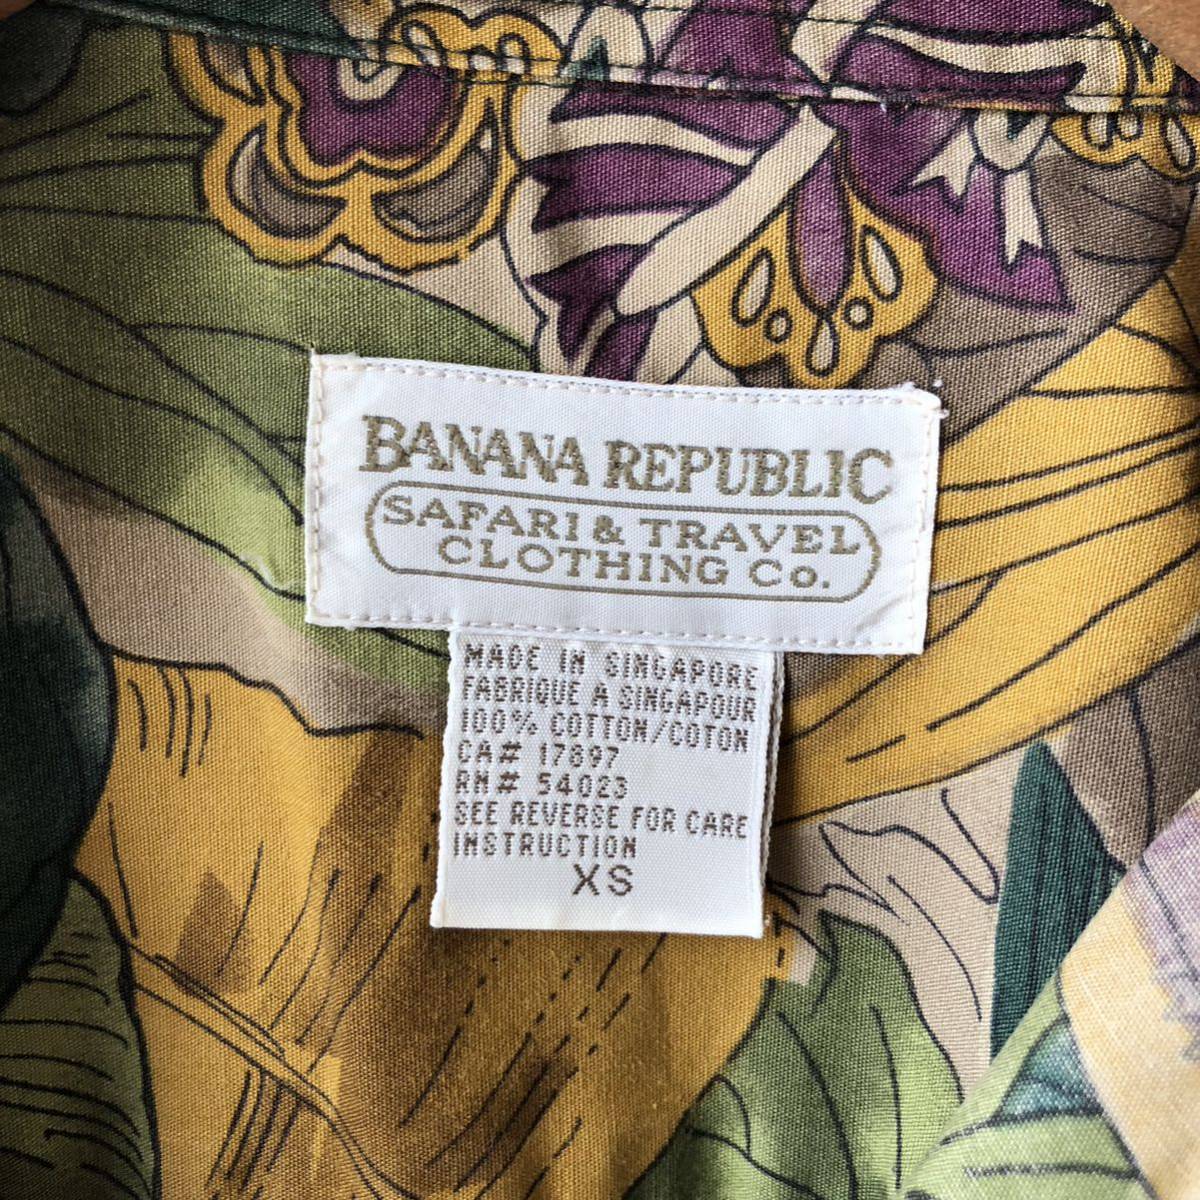 BANANA REPUBLIC
SAFARI & TRAVEL
CLOTHING Co.
MADE IN SINGAPORE
FABRIQUE A SINGAPOUR
100% COTTON/COTON
CA# 17897
RN# 54023
SEE REVERSE FOR CARE
INSTRUCTION
XS